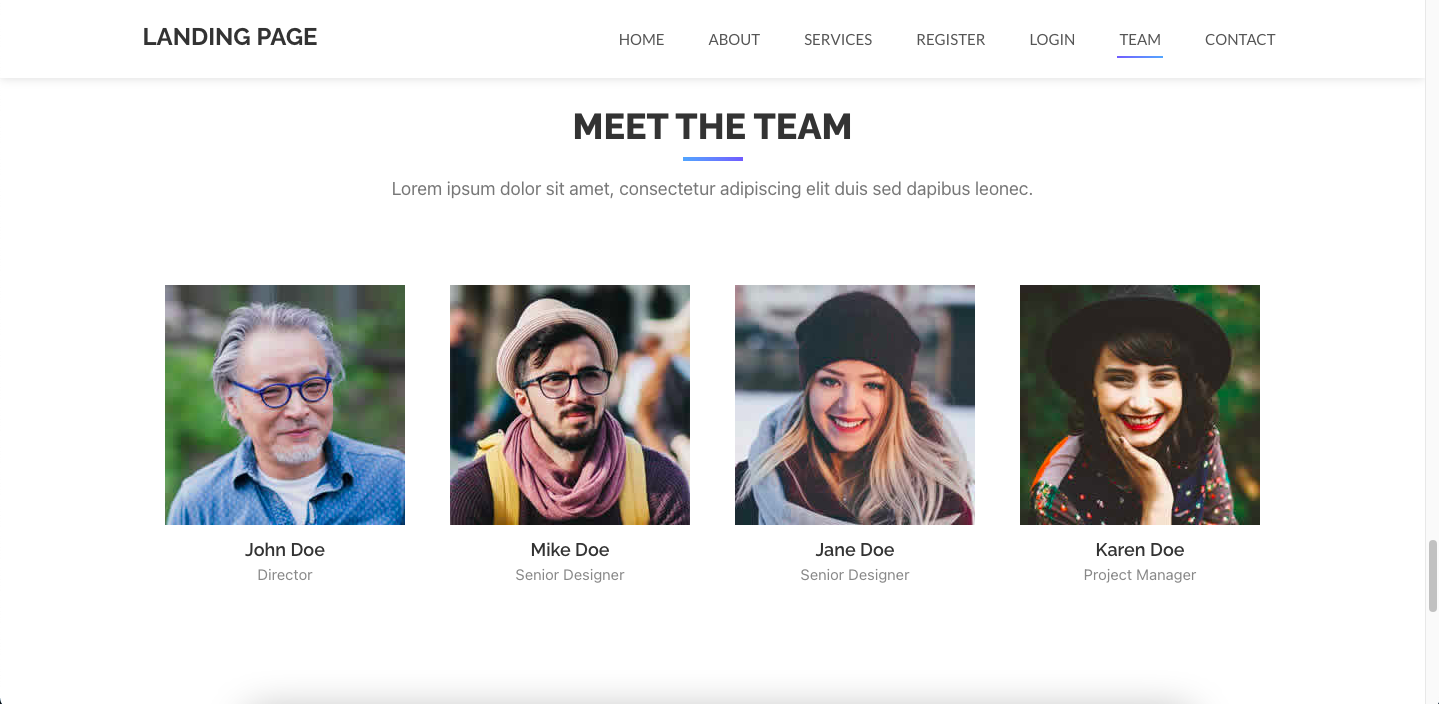 LANDING PAGE
HOME ABOUT SERVICES REGISTER LOGIN TEAM CONTACT
MEET THE TEAM
Lorem ipsum dolor sit amet, consectetur adipiscing elit duis sed dapibus leonec.
John Doe Mike Doe Jane Doe Karen Doe
Director Senior Designer Senior Designer Project Manager